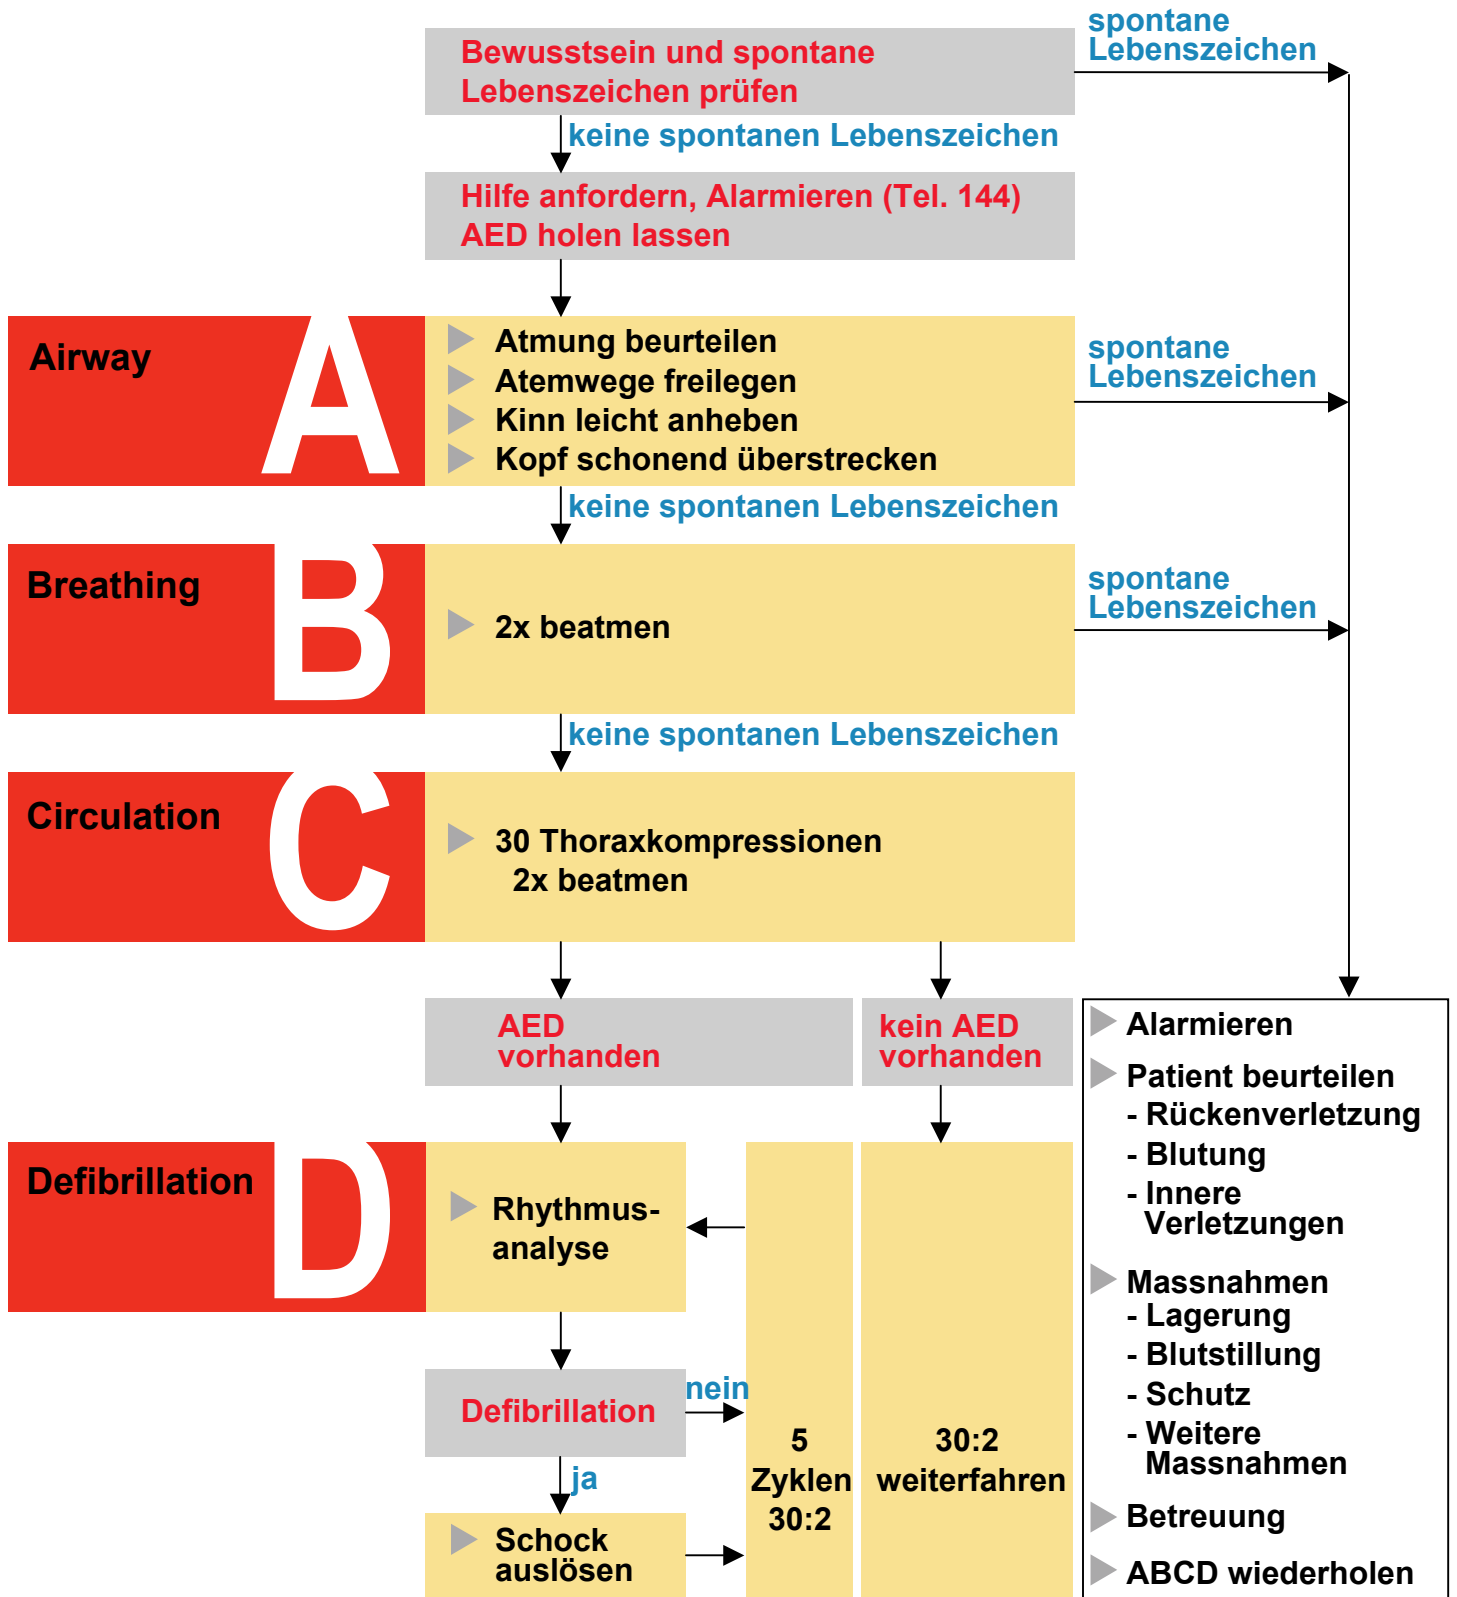 spontane
Lebenszeichen
Bewusstsein und spontane
Lebenszeichen prüfen
keine spontanen Lebenszeichen
Hilfe anfordern, Alarmieren (Tel. 144)
AED holen lassen
Airway
A
Atmung beurteilen
Atemwege freilegen
Kinn leicht anheben
Kopf schonend überstrecken
spontane
Lebenszeichen
keine spontanen Lebenszeichen
Breathing
B
2x beatmen
spontane
Lebenszeichen
keine spontanen Lebenszeichen
Circulation
C
30 Thoraxkompressionen
2x beatmen
AED
vorhanden
kein AED
vorhanden
Defibrillation
D
Rhythmus-
analyse
Defibrillation
nein
ja
Schock
auslösen
5
Zyklen
30:2
30:2
weiterfahren
Alarmieren
Patient beurteilen
- Rückenverletzung
- Blutung
- Innere
Verletzungen
Massnahmen
- Lagerung
- Blutstillung
- Schutz
- Weitere
Massnahmen
Betreuung
ABCD wiederholen